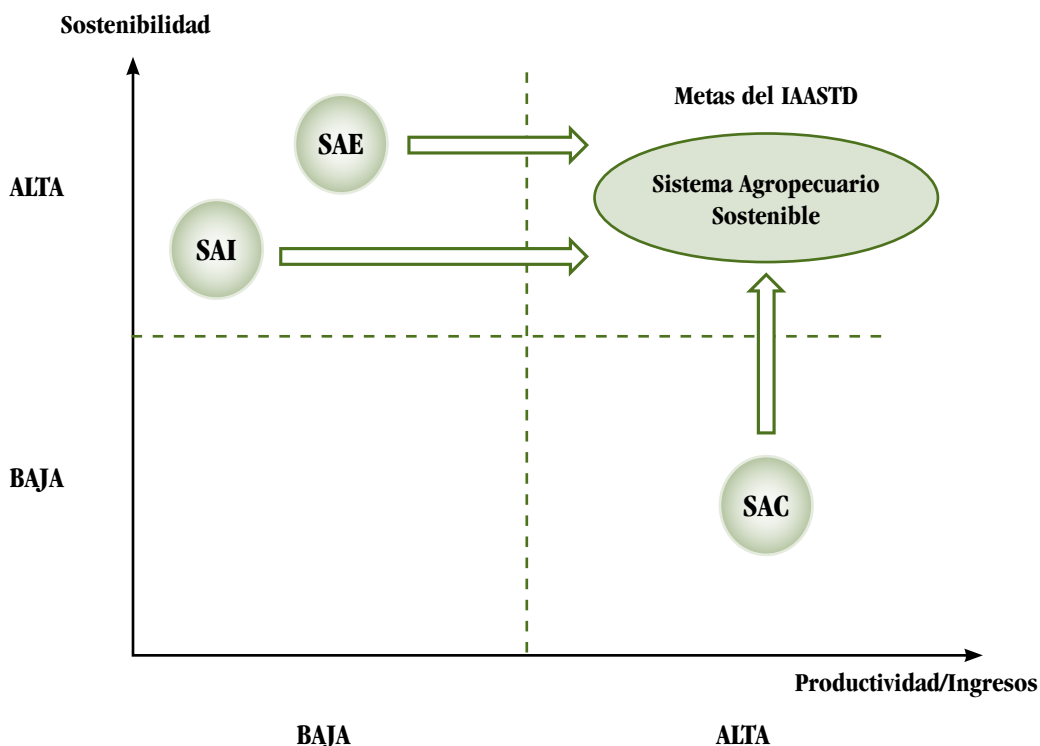 Sostenibilidad
Metas del IAASTD
SAE
ALTA
Sistema Agropecuario
Sostenible
SAI
BAJA
SAC
Productividad/Ingresos
BAJA
ALTA